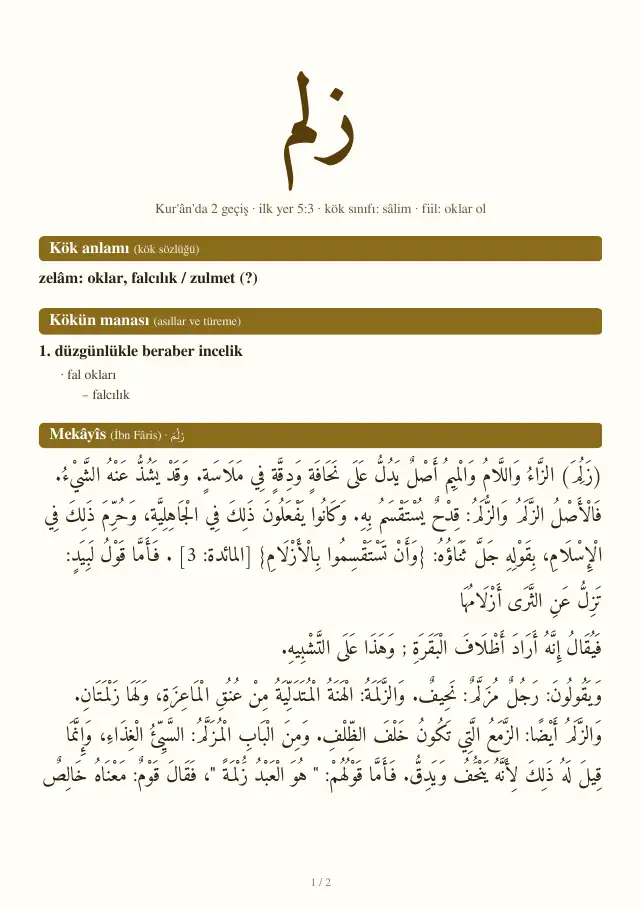 زلم
Kur'ân'da 2 geçiş · ilk yer 5:3 · kök sınıfı: sâlim · fiil: oklar ol
Kök anlamı (kök sözlüğü)
zelâm: oklar, falcılık / zulmet (?)
Kökün manası (asıllar ve türeme)
1. düzgünlükle beraber incelik
· fal okları
– falcılık
Mekâyîs (İbn Fâris) · زَلَمَ
(زَلَمَ) الزَّاءُ وَاللَّامُ وَالْمِيمُ أَصْلٌ يَدُلُّ عَلَى نَحَافَةٍ وَدِقَّةٍ فِي مَلَاسَةٍ. وَقَدْ يَشُذُّ عَنْهُ الشَّيْءُ.
فَالْأَصْلُ الزَّلَمُ وَالزُّلَمُ: قِدْحٌ يُسْتَقْسَمُ بِهِ. وَكَانُوا يَفْعَلُونَ ذَلِكَ فِي الْجَاهِلِيَّةِ، وَحُرِّمَ ذَلِكَ فِي
الْإِسْلَامِ، بِقَوْلِهِ جَلَّ ثَنَاؤُهُ: {وَأَنْ تَسْتَقْسِمُوا بِالْأَزْلَامِ} [المائدة: 3] . فَأَمَّا قَوْلُ لَبِيدٍ:
تَزِلُّ عَنِ الثَّرَى أَزْلَامُهَا
فَيُقَالُ إِنَّهُ أَرَادَ أَظْلَافَ الْبَقَرَةِ ; وَهَذَا عَلَى التَّشْبِيهِ.
وَيَقُولُونَ: رَجُلٌ مُزَلَّمٌ: نَحِيفٌ. وَالزَّلَمَةُ: الْهَنَةُ الْمُتَدَلِّيَةُ مِنْ عُنُقِ الْمَاعِزَةِ، وَلَهَا زَلَمَتَانِ.
وَالزَّلَمُ أَيْضًا: الزَّمَعُ الَّتِي تَكُونُ خَلْفَ الظِّلْفِ. وَمِنَ الْبَابِ الْمُزَلَّمُ: السَّيِّئُ الْغِذَاءِ، وَإِنَّمَا
قِيلَ لَهُ ذَلِكَ لِأَنَّهُ يَنْحُفُ وَيَدِقُّ. فَأَمَّا قَوْلُهُمْ: " هُوَ الْعَبْدُ زُلْمَةً "، فَقَالَ قَوْمٌ: مَعْنَاهُ خَالِصٌ
1 / 2